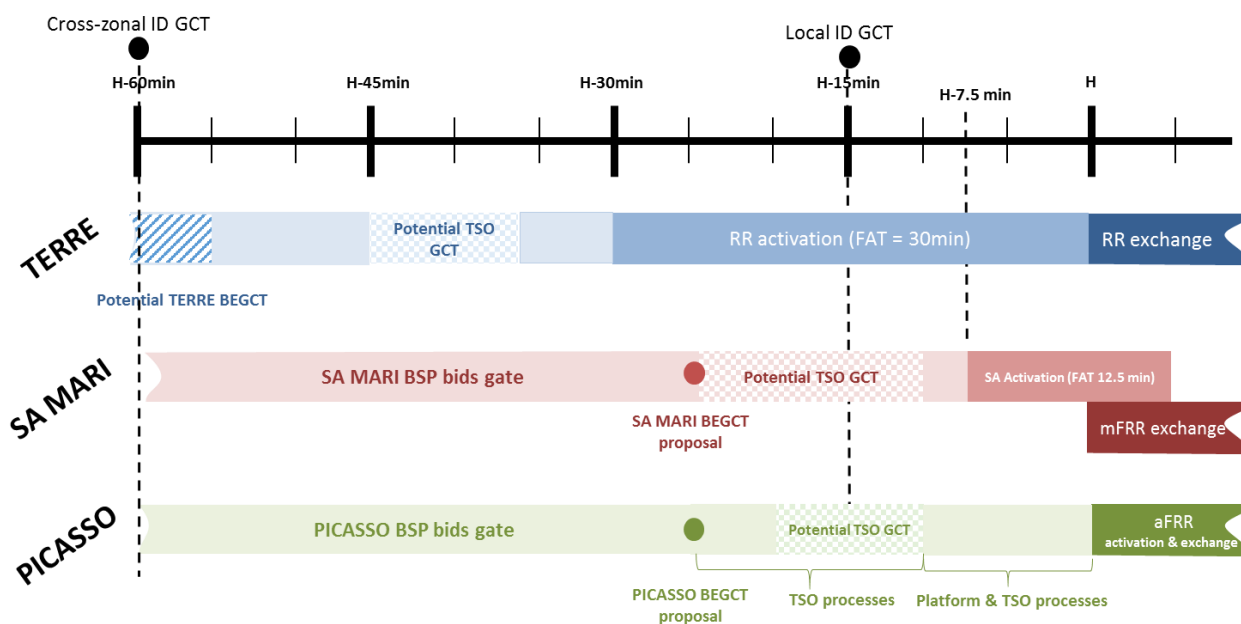 Cross-zonal ID GCT
Local ID GCT
H-60min
H-45min
H-30min
H-15min
H-7.5 min
H
TERRE
Potential TSO
GCT
RR activation (FAT = 30min)
RR exchange
Potential TERRE BEGCT
SA MARI
SA MARI BSP bids gate
Potential TSO GCT
SA Activation (FAT 12.5 min)
SA MARI BEGCT
proposal
mFRR exchange
PICASSO
PICASSO BSP bids gate
Potential TSO GCT
aFRR
activation & exchange
PICASSO BEGCT
proposal
TSO processes
Platform & TSO processes